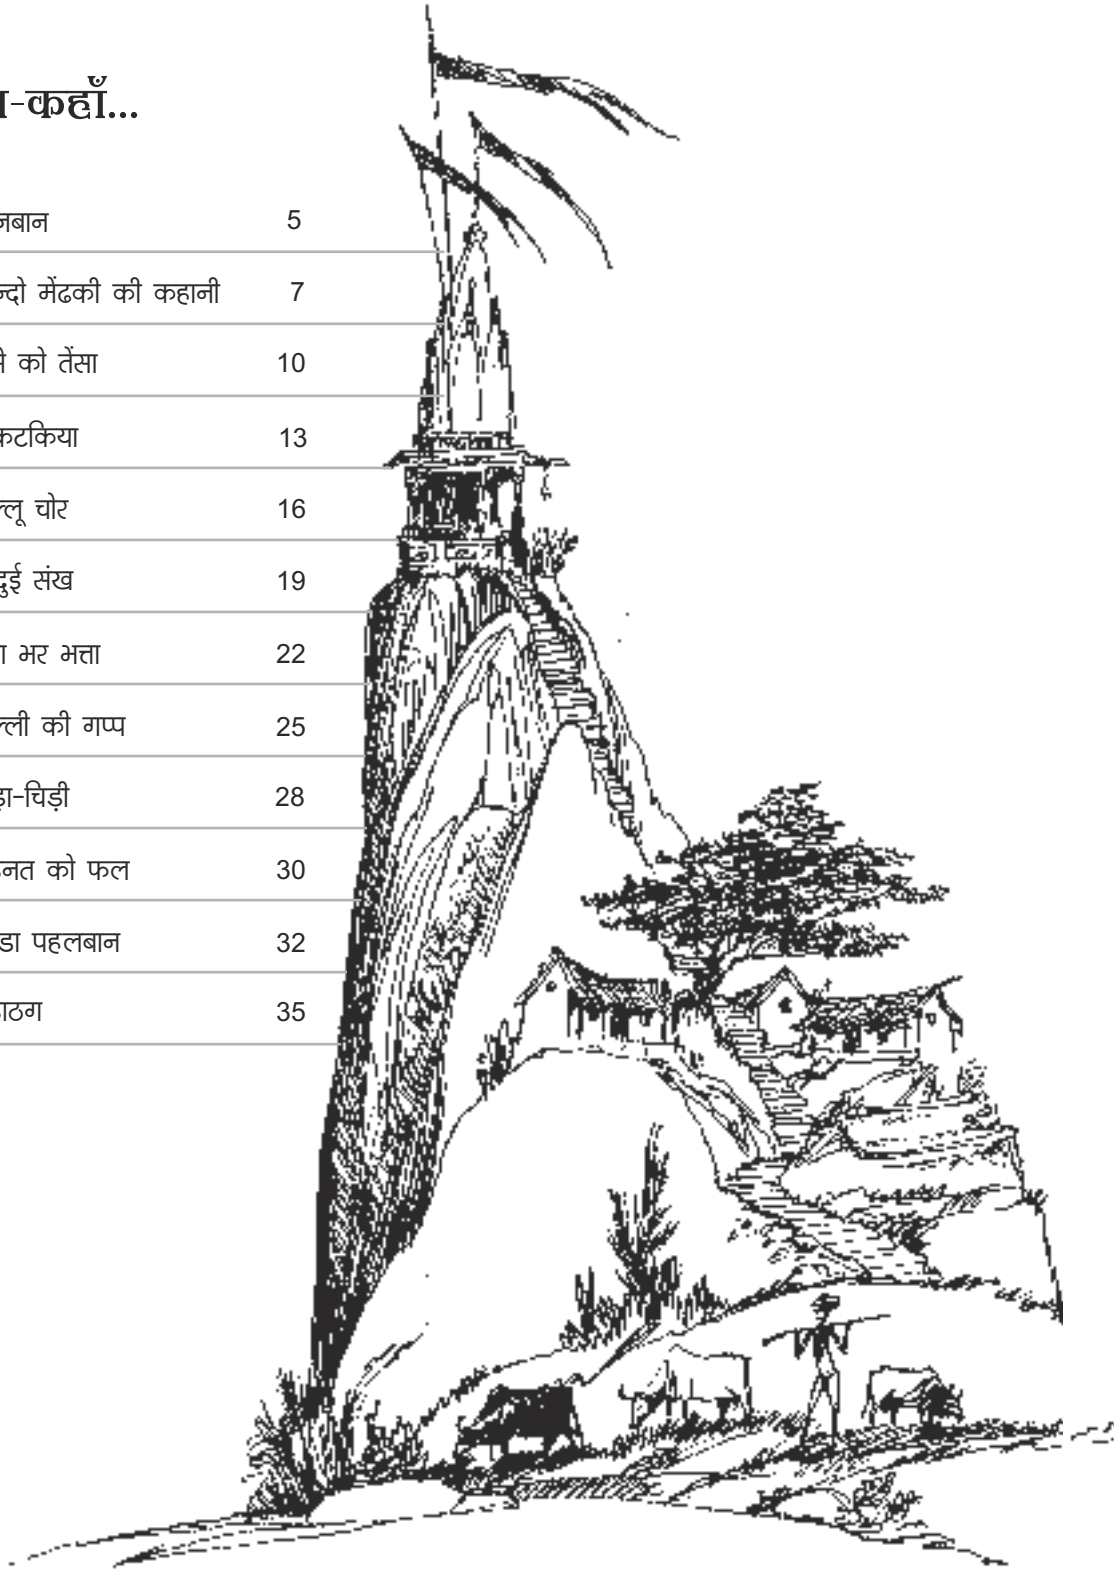 -कहाँ...
नबान 5
न्दो मेंढकी की कहानी 7
से को तेंसा 10
कटकिया 13
ल्लू चोर 16
दुई संख 19
भर भत्ता 22
ल्ली की गप्प 25
ड़ा-चिड़ी 28
नत को फल 30
डा पहलबान 32
ाठग 35